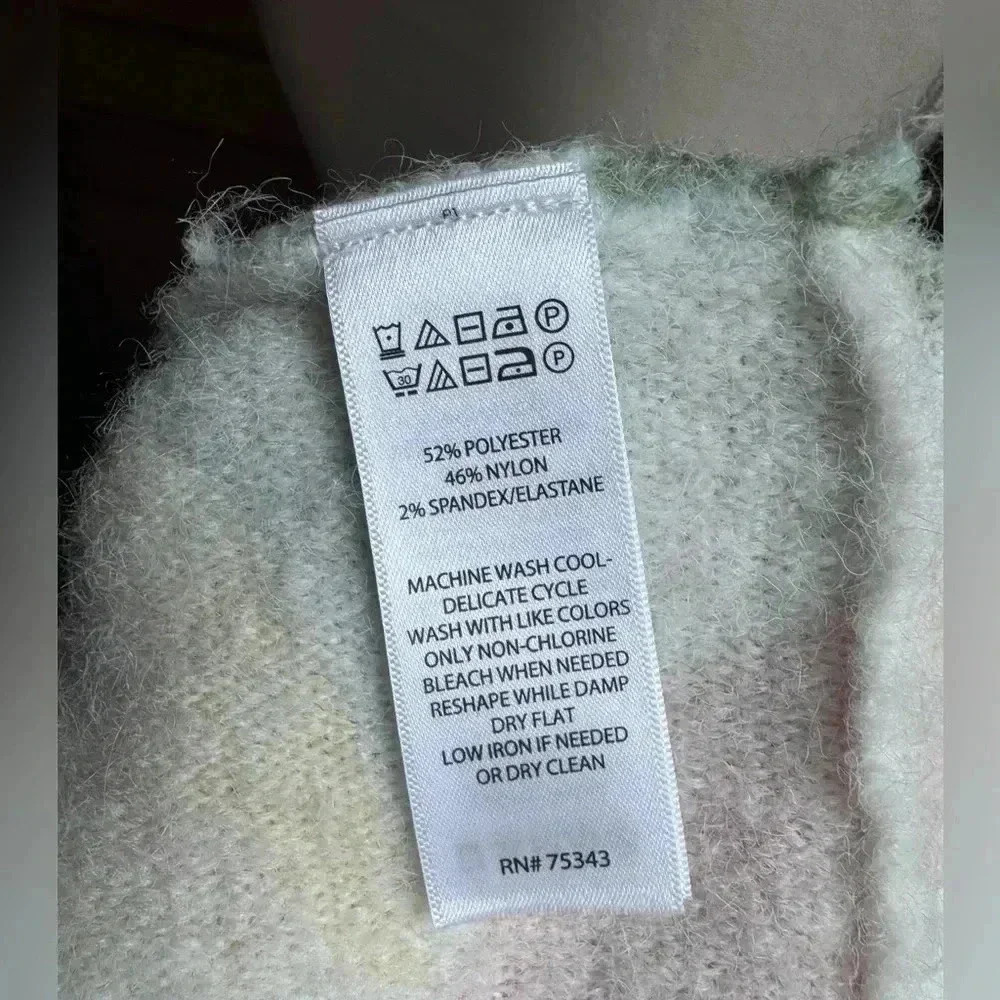 P
30
P
52% POLYESTER
46% NYLON
2% SPANDEX/ELASTANE
MACHINE WASH COOL-
DELICATE CYCLE
WASH WITH LIKE COLORS
ONLY NON-CHLORINE
BLEACH WHEN NEEDED
RESHAPE WHILE DAMP
DRY FLAT
LOW IRON IF NEEDED
OR DRY CLEAN
RN# 75343